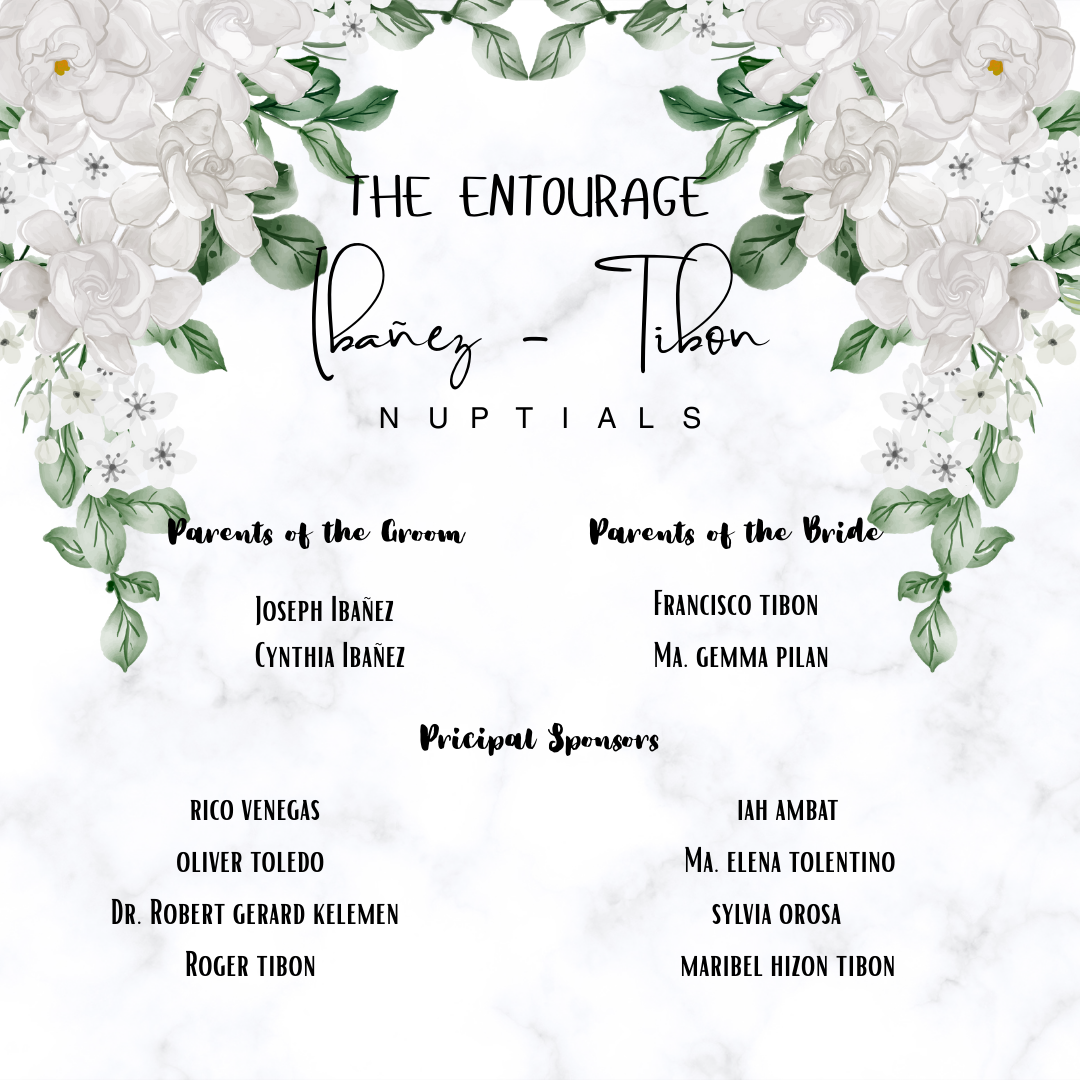 THE ENTOURAGE
Ibañez - Tibon
NUPTIALS
Parents of the Groom
Joseph Ibañez
Cynthia Ibañez
Parents of the Bride
Francisco tibon
Ma. gemma pilan
Pricipal Sponsors
rico venegas
oliver toledo
Dr. Robert gerard kelemen
Roger tibon
iah ambat
Ma. elena tolentino
sylvia orosa
maribel hizon tibon